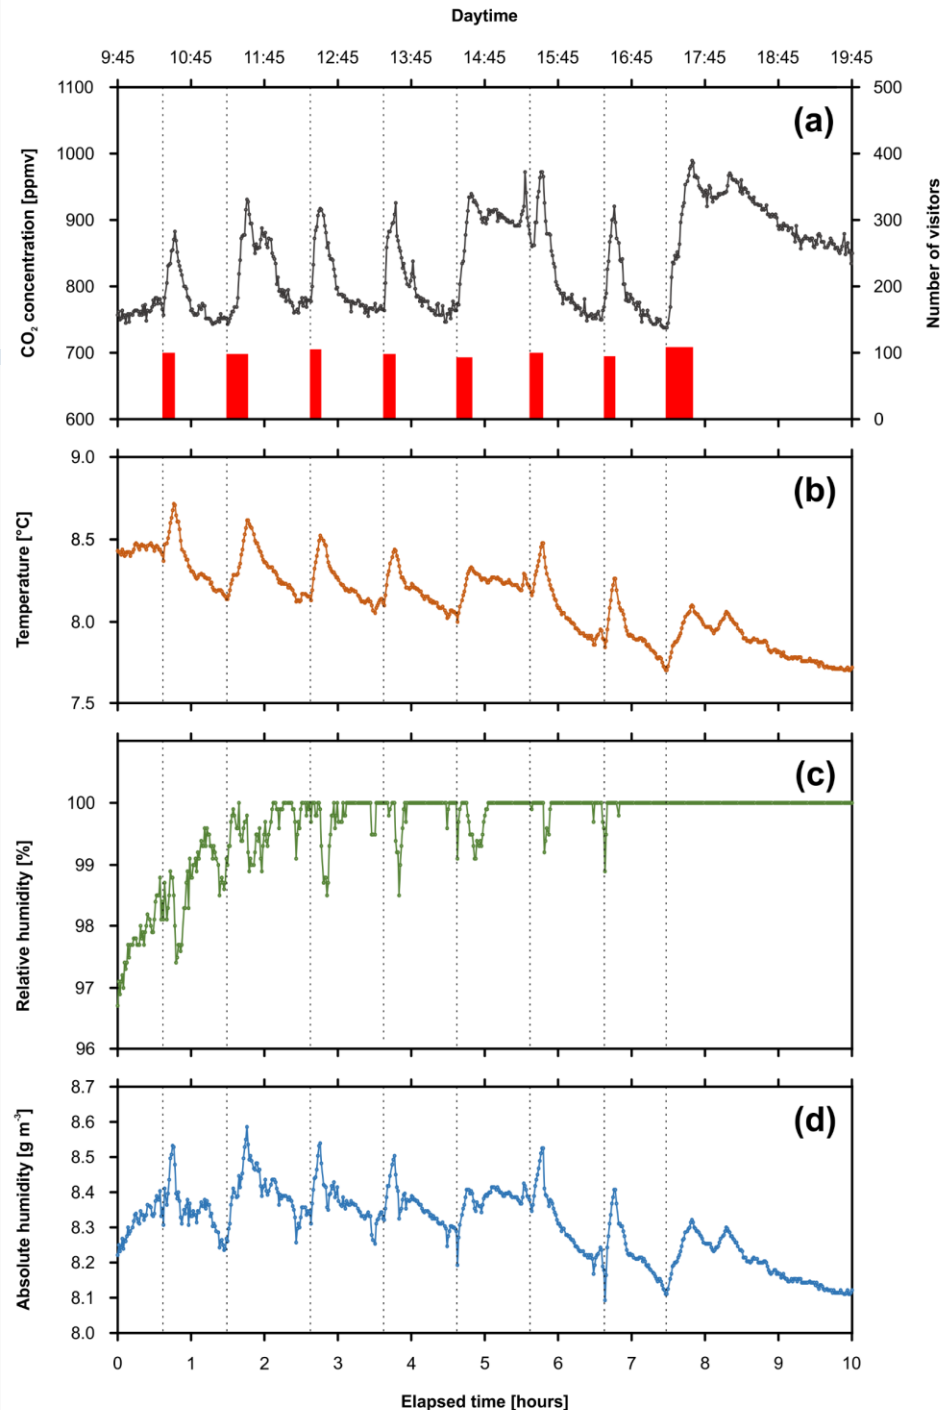 Daytime
9:45 10:45 11:45 12:45 13:45 14:45 15:45 16:45 17:45 18:45 19:45
(a)
CO₂ concentration [ppmv]
1100
1000
900
800
700
600
Number of visitors
500
400
300
200
100
0
(b)
Temperature [°C]
9.0
8.5
8.0
7.5
(c)
Relative humidity [%]
100
99
98
97
96
(d)
Absolute humidity [g m⁻³]
8.7
8.6
8.5
8.4
8.3
8.2
8.1
8.0
0 1 2 3 4 5 6 7 8 9 10
Elapsed time [hours]